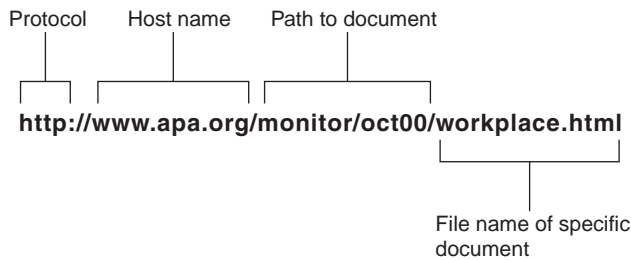 Protocol Host name Path to document
http://www.apa.org/monitor/oct00/workplace.html
File name of specific
document